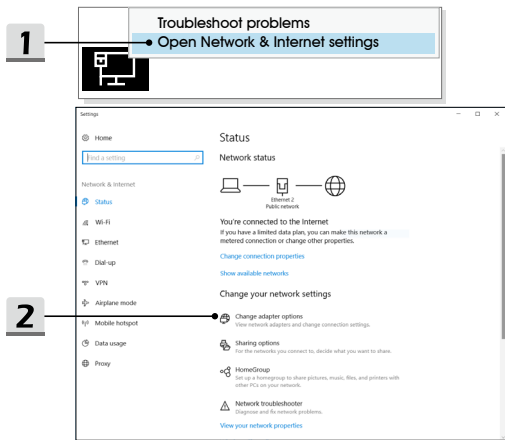 Troubleshoot problems
1
Open Network & Internet settings
Settings
Home
Status
Find a setting
Network status
Network & Internet
Status
Ethernet 2
Public network
Wi-Fi
You're connected to the Internet
If you have a limited data plan, you can make this network a
metered connection or change other properties.
Ethernet
Dial-up
Change connection properties
VPN
Show available networks
Airplane mode
Change your network settings
2
Mobile hotspot
Change adapter options
View network adapters and change connection settings.
Data usage
Sharing options
For the networks you connect to, decide what you want to share.
Proxy
HomeGroup
Set up a homegroup to share pictures, music, files, and printers with
other PCs on your network.
Network troubleshooter
Diagnose and fix network problems.
View your network properties